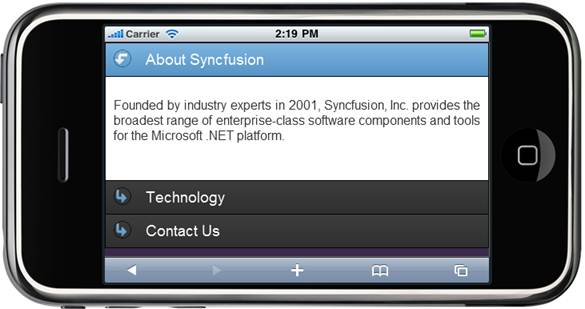 Carrier
2:19 PM
About Syncfusion
Founded by industry experts in 2001, Syncfusion, Inc. provides the
broadest range of enterprise-class software components and tools
for the Microsoft .NET platform.
Technology
Contact Us